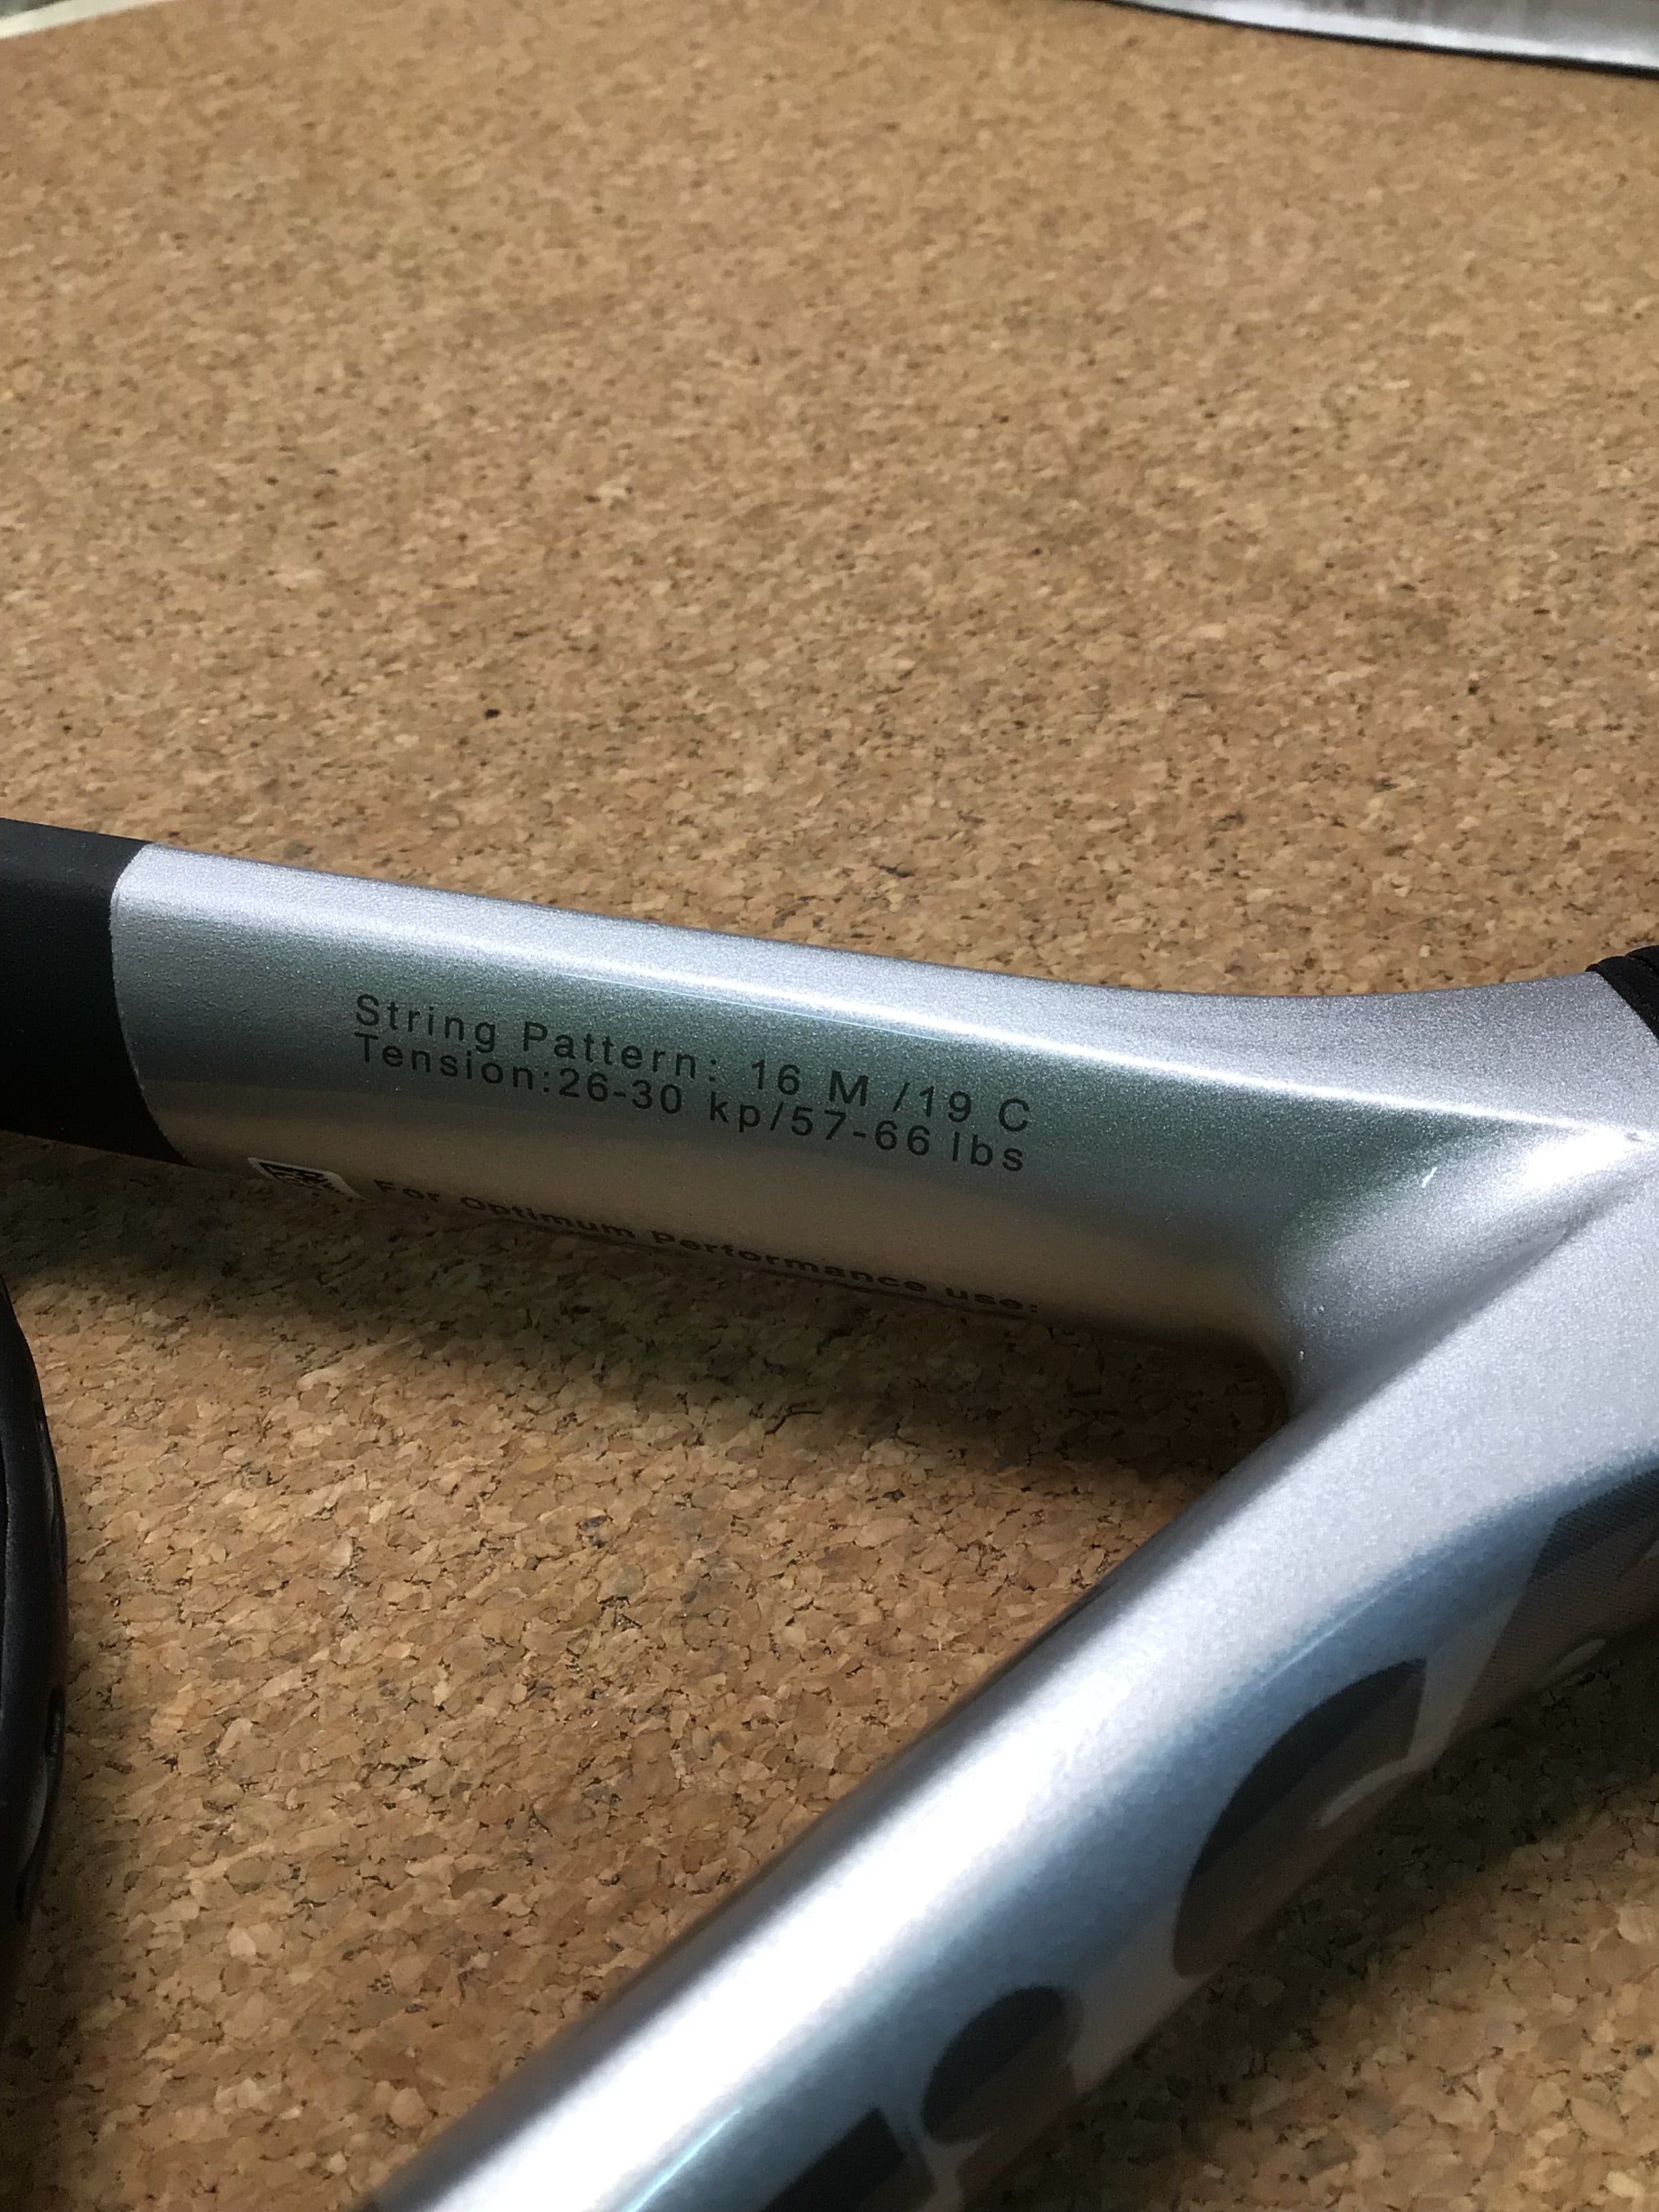 String Pattern: 16 M /19 C
Tension:26-30 kp/57-66 lbs
For Optimum Performance use: